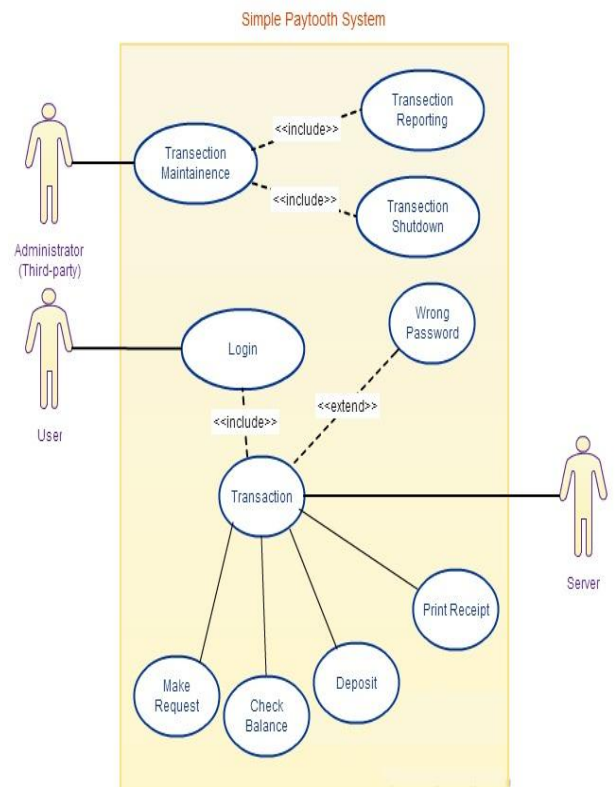 Simple Paytooth System
Transection
Reporting
<<include>>
Transection
Maintainence
<<include>>
Transection
Shutdown
Administrator
(Third-party)
Wrong
Password
Login
<<extend>>
<<include>>
User
Transaction
Server
Print Receipt
Make
Request
Check
Balance
Deposit